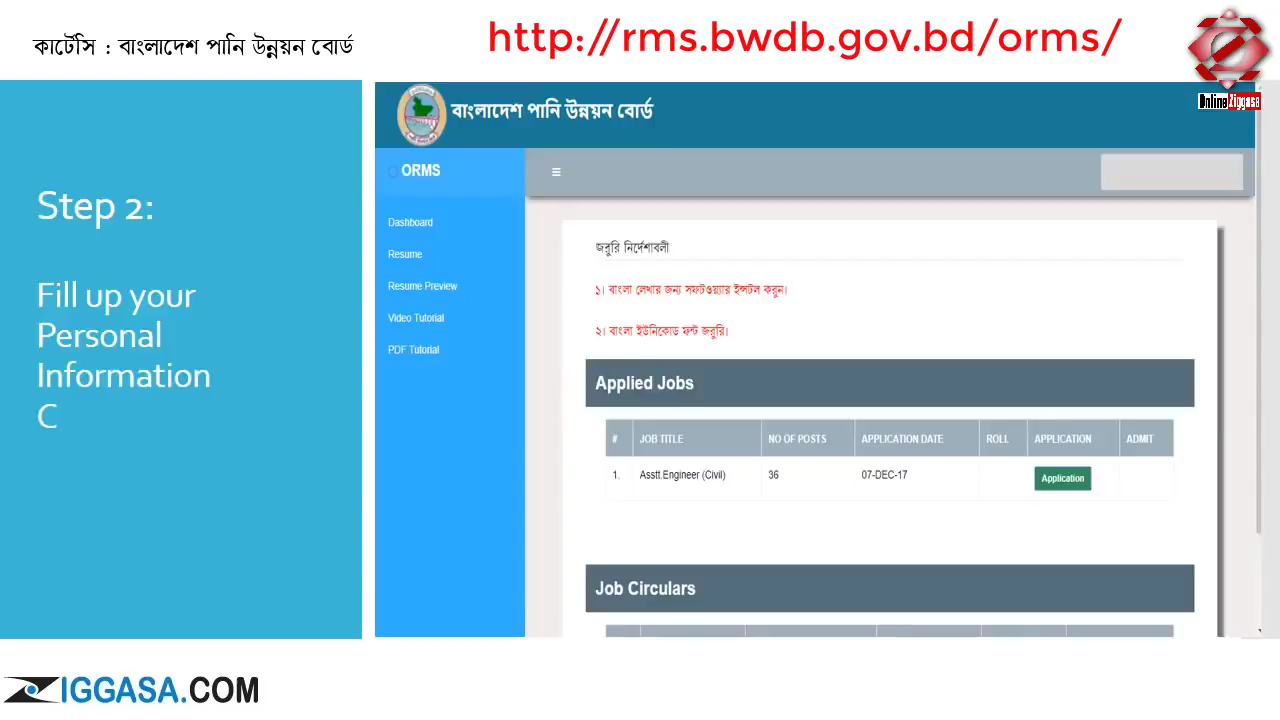 কার্টেসি : বাংলাদেশ পানি উন্নয়ন বোর্ড
http://rms.bwdb.gov.bd/orms/
OnlineZiggasa
বাংলাদেশ পানি উন্নয়ন বোর্ড
ORMS
Step 2:
Fill up your
Personal
Information
C
Dashboard
Resume
Resume Preview
Video Tutorial
PDF Tutorial
জরুরি নির্দেশাবলী
১। বাংলা লেখার জন্য সফটওয়্যার ইন্সটল করুন।
২। বাংলা ইউনিকোড ফন্ট জরুরি।
Applied Jobs
# JOB TITLE NO OF POSTS APPLICATION DATE ROLL APPLICATION ADMIT
1. Asstt.Engineer (Civil) 36 07-DEC-17 Application
Job Circulars
ZIGGASA.COM